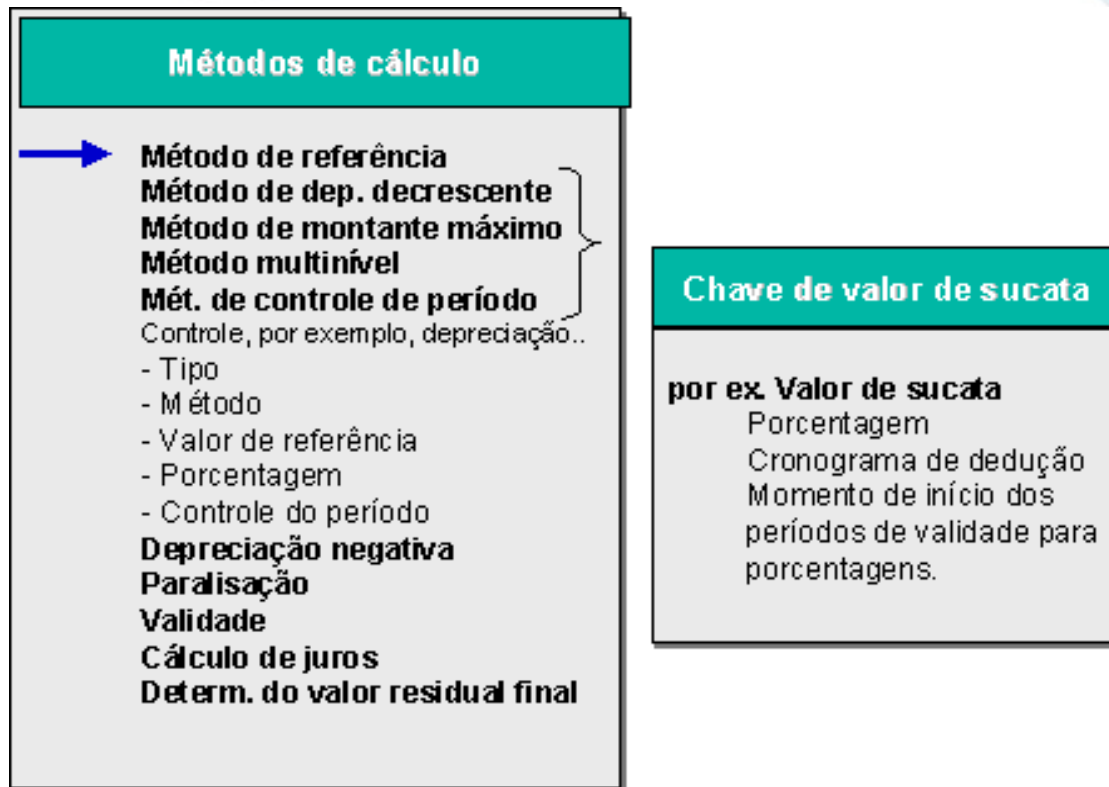 Métodos de cálculo
Método de referência
Método de dep. decrescente
Método de montante máximo
Método multinível
Mét. de controle de período
Controle, por exemplo, depreciação..
- Tipo
- Método
- Valor de referência
- Porcentagem
- Controle do período
Depreciação negativa
Paralisação
Validade
Cálculo de juros
Determ. do valor residual final
Chave de valor de sucata
por ex. Valor de sucata
Porcentagem
Cronograma de dedução
Momento de início dos
períodos de validade para
porcentagens.